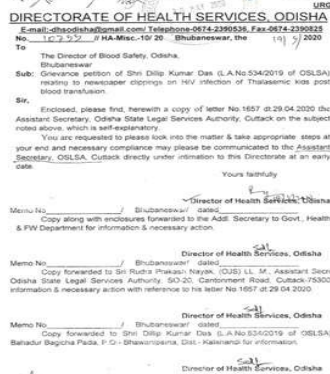 URG
DIRECTORATE OF HEALTH SERVICES, ODISHA
E-mail:-dhsodisha@gmail.com/ Telephone-0674-2390536, Fax-0674-2390825
No. // HA-Misc.-10/ 20 Bhubaneswar, the /2020
To
The Director of Blood Safety, Odisha,
Bhubaneswar
Sub: Grievance petition of Shri Dillip Kumar Das (L.A.No.534/2019 of OSLSA)
relating to newspaper clippings on HIV infection of Thalasemic kids post
blood transfusion.
Sir,
Enclosed, please find, herewith a copy of letter No.1657 dt.29.04.2020 the
Assistant Secretary, Odisha State Legal Services Authority, Cuttack on the subject
noted above, which is self-explanatory.
You are requested to please look into the matter & take appropriate steps at
your end and necessary compliance may please be communicated to the Assistant
Secretary, OSLSA, Cuttack directly under intimation to this Directorate at an early
date.
Yours faithfully
Director of Health Services, Odisha
Memo No. / Bhubaneswar/ dated
Copy along with enclosures forwarded to the Addl. Secretary to Govt., Health
& FW Department for information & necessary action.
Director of Health Services, Odisha
Memo No. / Bhubaneswar/ dated
Copy forwarded to Sri Rudra Prakash Nayak, (OJS) LL. M., Assistant Secre
Odisha State Legal Services Authority, SO-20, Cantonment Road, Cuttack-75300
information & necessary action with reference to his letter No.1657 dt.29.04.2020.
Director of Health Services, Odisha
Memo No. / Bhubaneswar/ dated
Copy forwarded to Shri Dillip Kumar Das (L.A.No.534/2019 of OSLSA)
Bahadur Bagicha Pada, P.O.- Bhawanipatna, Dist.- Kalahandi for information.
Director of Health Services, Odisha